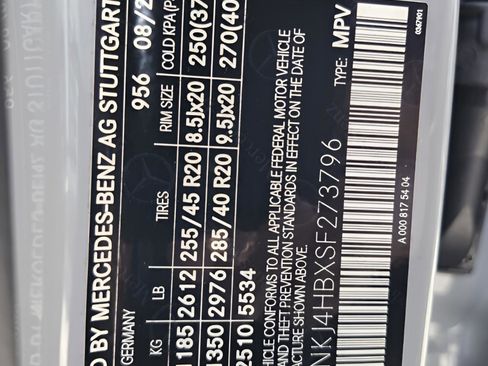 D BY MERCEDES-BENZ AG STUTTGART
GERMANY 956 08/2
KG LB RIM SIZE COLD KPA (P
1185 2612 255/45 R20 8.5Jx20 250(37
1350 2976 285/40 R20 9.5Jx20 270(40
2510 5534
VEHICLE CONFORMS TO ALL APPLICABLE FEDERAL MOTOR VEHICLE
AND THEFT PREVENTION STANDARDS IN EFFECT ON THE DATE OF
FACTURE SHOWN ABOVE.
NKJ4HBXSF273796 TYPE: MPV
A 000 817 54 04 0367901